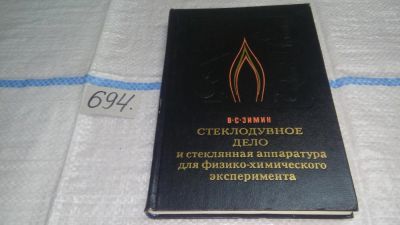 694.
В·С·ЗИМИН
СТЕКЛОДУВНОЕ
ДЕЛО
и стеклянная аппаратура
для физико-химического
эксперимента